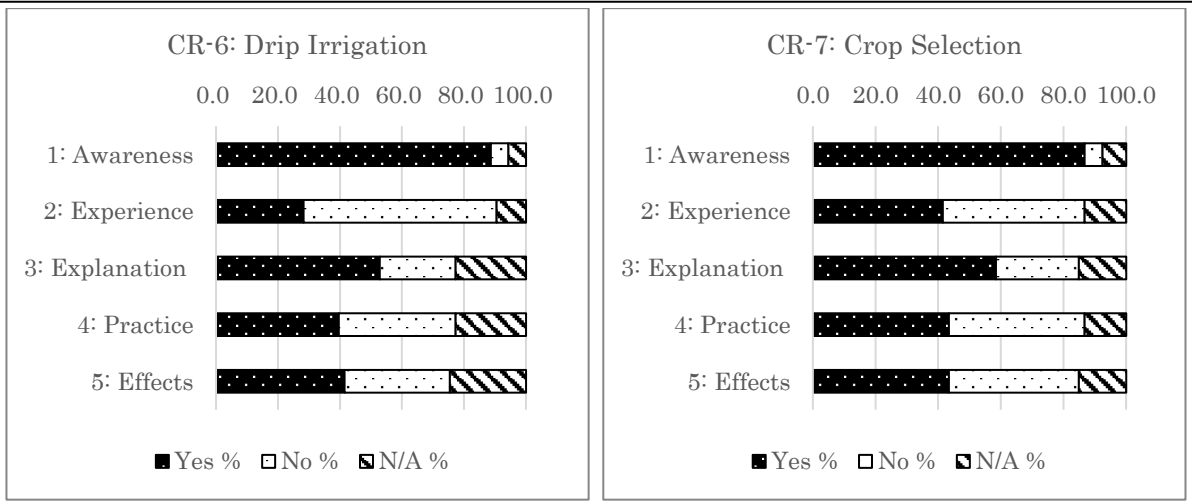 CR-6: Drip Irrigation
0.0 20.0 40.0 60.0 80.0 100.0
1: Awareness
2: Experience
3: Explanation
4: Practice
5: Effects
Yes % No % N/A %
CR-7: Crop Selection
0.0 20.0 40.0 60.0 80.0 100.0
1: Awareness
2: Experience
3: Explanation
4: Practice
5: Effects
Yes % No % N/A %